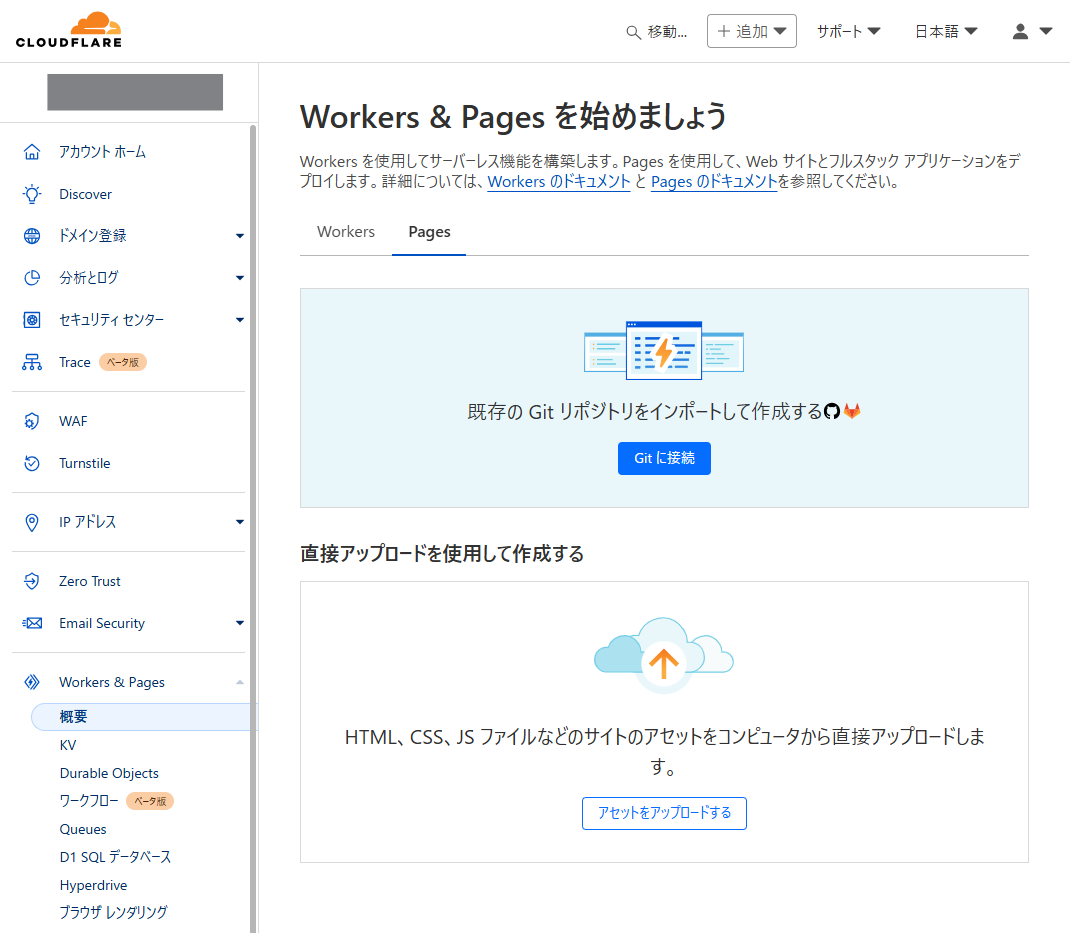 CLOUDFLARE
移動...
追加
サポート
日本語
アカウント ホーム
Discover
ドメイン登録
分析とログ
セキュリティ センター
Trace ベータ版
WAF
Turnstile
IP アドレス
Zero Trust
Email Security
Workers & Pages
概要
KV
Durable Objects
ワークフロー ベータ版
Queues
D1 SQL データベース
Hyperdrive
ブラウザ レンダリング
Workers & Pages を始めましょう
Workers を使用してサーバーレス機能を構築します。Pages を使用して、Web サイトとフルスタック アプリケーションをデ
プロイします。詳細については、Workers のドキュメント と Pages のドキュメントを参照してください。
Workers Pages
既存の Git リポジトリをインポートして作成する
Git に接続
直接アップロードを使用して作成する
HTML、CSS、JS ファイルなどのサイトのアセットをコンピュータから直接アップロードしま
す。
アセットをアップロードする